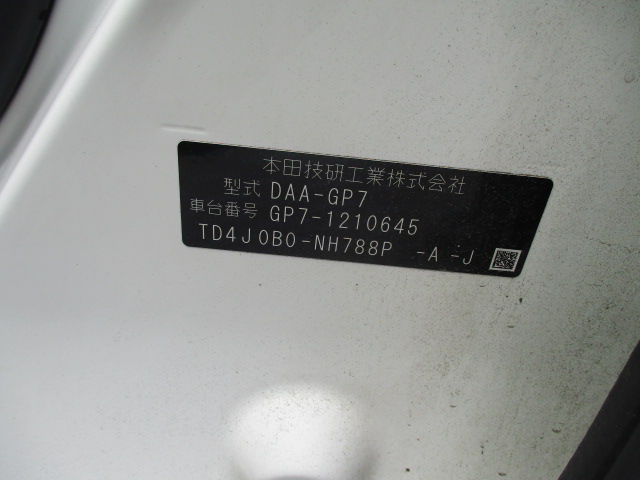 本田技研工業株式会社
型式 DAA-GP7
車台番号 GP7-1210645
TD4J0B0-NH788P -A -J